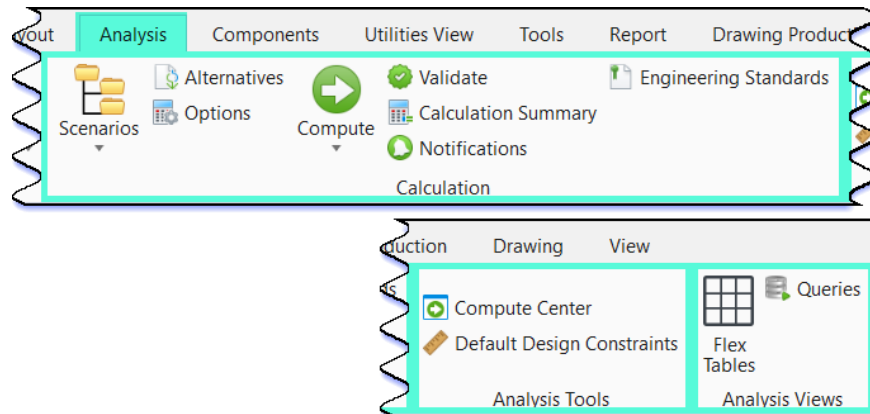 yout Analysis Components Utilities View Tools Report Drawing Product
Scenarios
Alternatives
Options
Compute
Validate
Calculation Summary
Notifications
Engineering Standards
Calculation
uction Drawing View
Compute Center
Default Design Constraints
Analysis Tools
Flex
Tables
Queries
Analysis Views